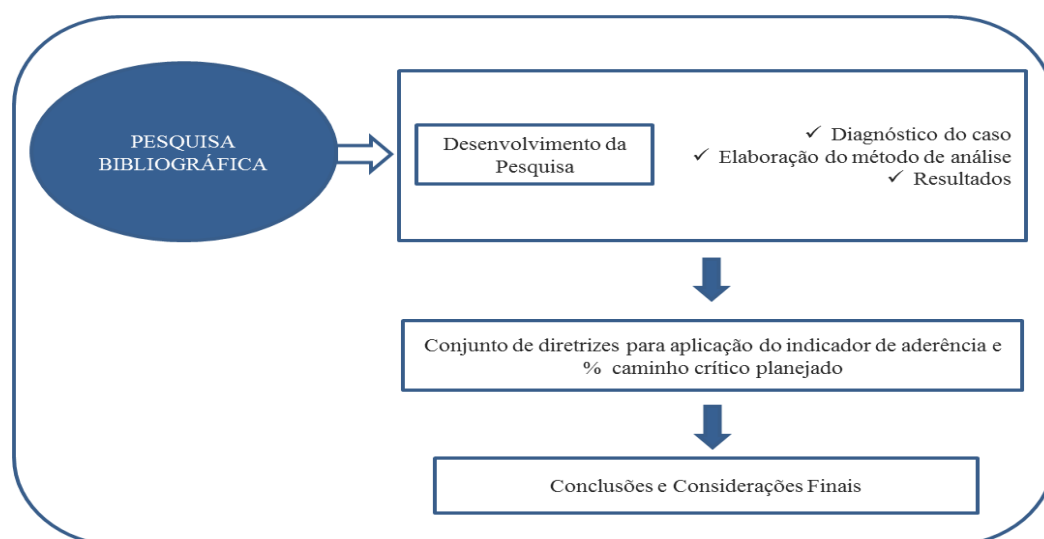 PESQUISA
BIBLIOGRÁFICA
Desenvolvimento da
Pesquisa
✓ Diagnóstico do caso
✓ Elaboração do método de análise
✓ Resultados
Conjunto de diretrizes para aplicação do indicador de aderência e
% caminho crítico planejado
Conclusões e Considerações Finais